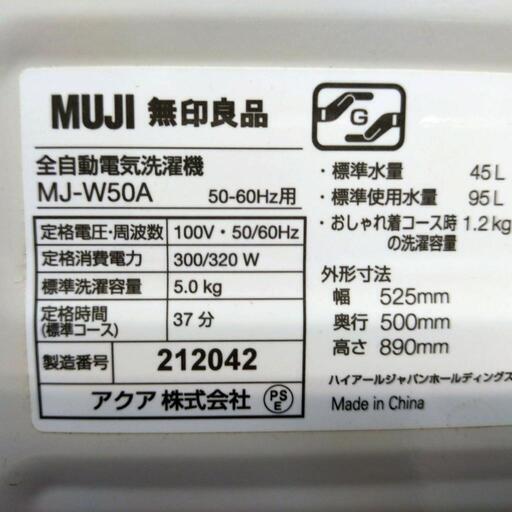 MUJI 無印良品
全自動電気洗濯機
MJ-W50A 50-60Hz用
定格電圧・周波数 100V・50/60Hz
定格消費電力 300/320 W
標準洗濯容量 5.0 kg
定格時間 37 分
(標準コース)
製造番号 212042
アクア 株式会社 PSE
G
・標準水量 45L
・標準使用水量 95L
・おしゃれ着コース時 1.2kg
の洗濯容量
外形寸法
幅 525mm
奥行 500mm
高さ 890mm
ハイアールジャパンホールディングス
Made in China